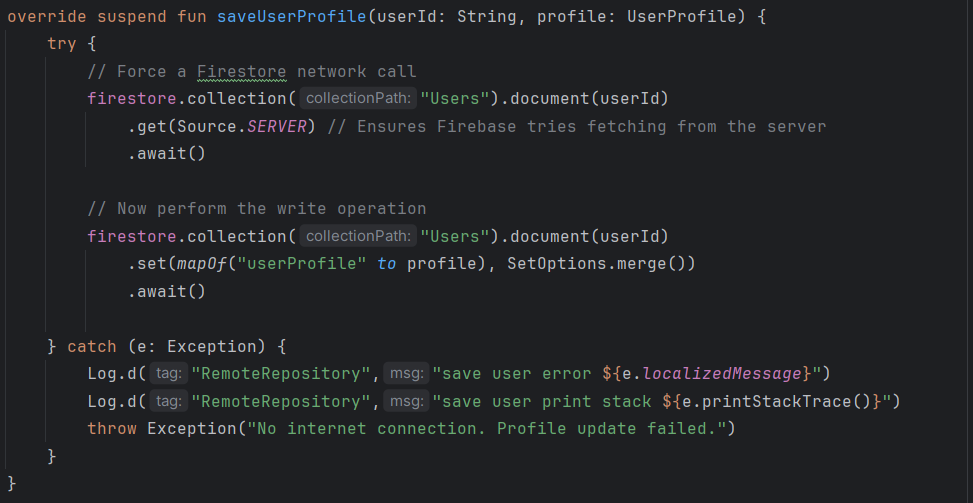 override suspend fun saveUserProfile(userId: String, profile: UserProfile) {
    try {
        // Force a Firestore network call
        firestore.collection( collectionPath: "Users").document(userId)
            .get(Source.SERVER) // Ensures Firebase tries fetching from the server
            .await()

        // Now perform the write operation
        firestore.collection( collectionPath: "Users").document(userId)
            .set(mapOf("userProfile" to profile), SetOptions.merge())
            .await()

    } catch (e: Exception) {
        Log.d( tag: "RemoteRepository", msg: "save user error ${e.localizedMessage}")
        Log.d( tag: "RemoteRepository", msg: "save user print stack ${e.printStackTrace()}")
        throw Exception("No internet connection. Profile update failed.")
    }
}